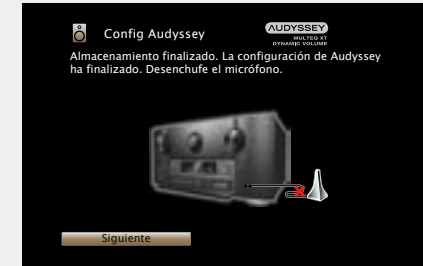 Config Audyssey
AUDYSSEY
MULTEQ XT
DYNAMIC VOLUME
Almacenamiento finalizado. La configuración de Audyssey
ha finalizado. Desenchufe el micrófono.
Siguiente